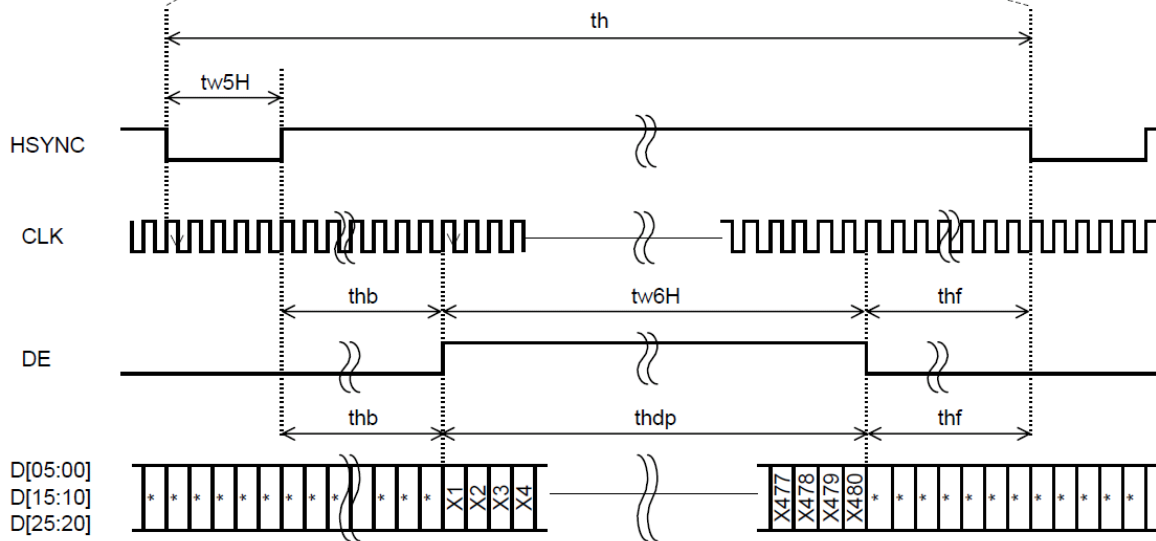 th
tw5H
HSYNC
CLK
thb tw6H thf
DE
thb thdp thf
D[05:00]
D[15:10]
D[25:20]
* * * * * * * * * * * * X1 X2 X3 X4 X477 X478 X479 X480 * * * * * * * * * * * *